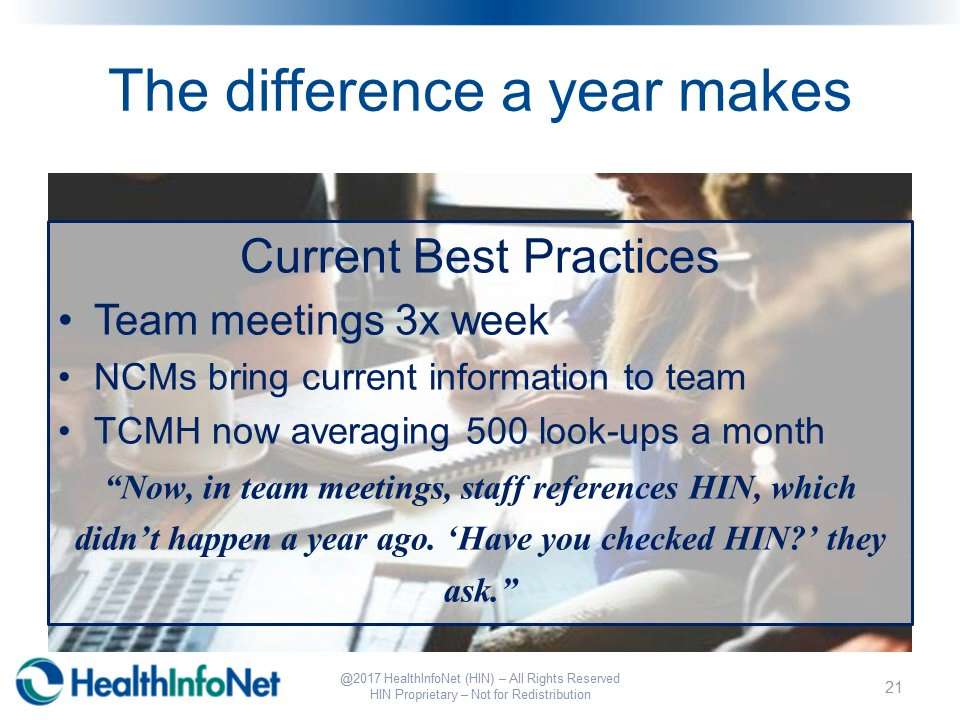 The difference a year makes
Current Best Practices
• Team meetings 3x week
• NCMs bring current information to team
• TCMH now averaging 500 look-ups a month
“Now, in team meetings, staff references HIN, which
didn’t happen a year ago. ‘Have you checked HIN?’ they
ask.”
HealthInfoNet
@2017 HealthInfoNet (HIN) – All Rights Reserved
HIN Proprietary – Not for Redistribution
21